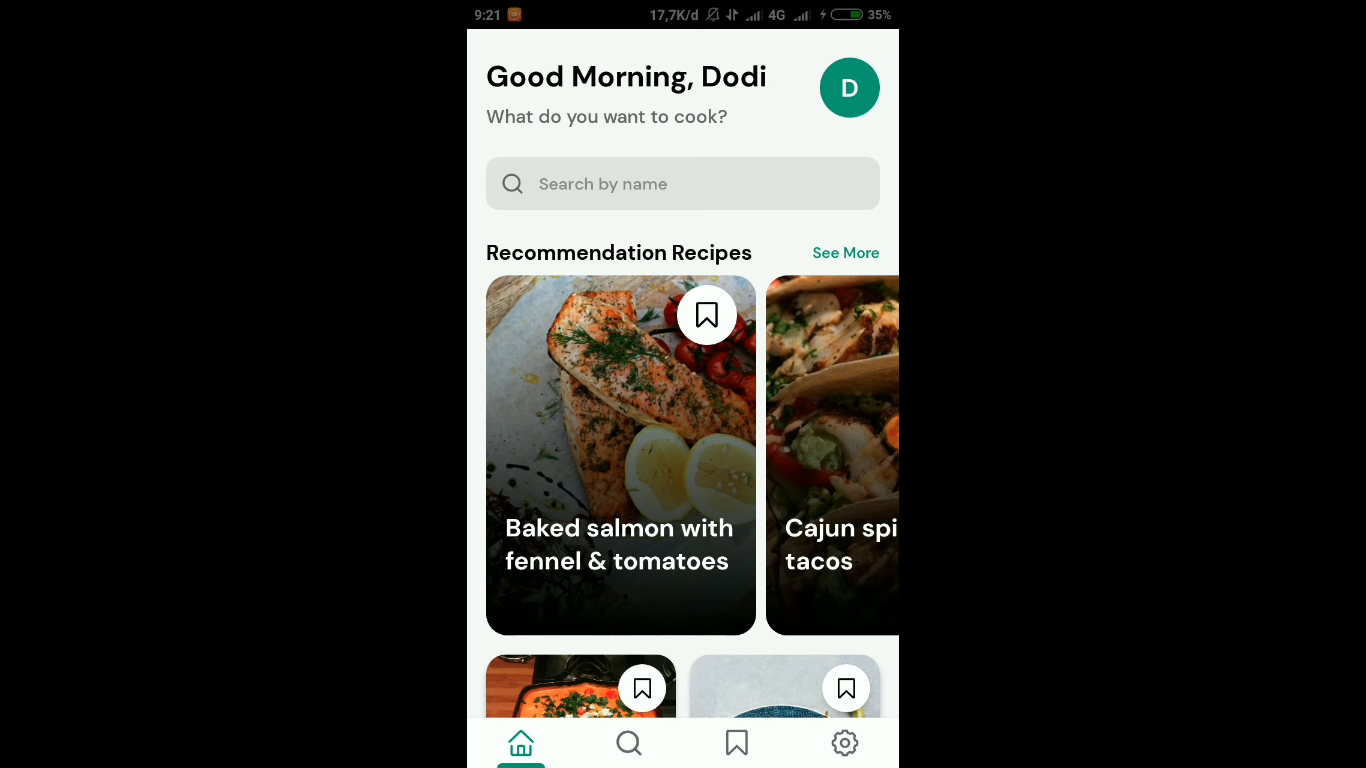 9:21
17,7K/d
4G
35%
Good Morning, Dodi
D
What do you want to cook?
Search by name
Recommendation Recipes
See More
Baked salmon with
fennel & tomatoes
Cajun spi
tacos